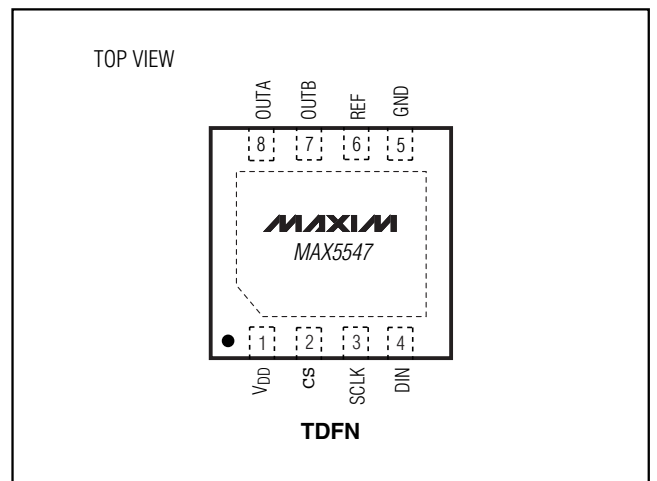 TOP VIEW
OUTA OUTB REF GND
8 7 6 5
MAXIM
MAX5547
1 2 3 4
VDD CS SCLK DIN
TDFN